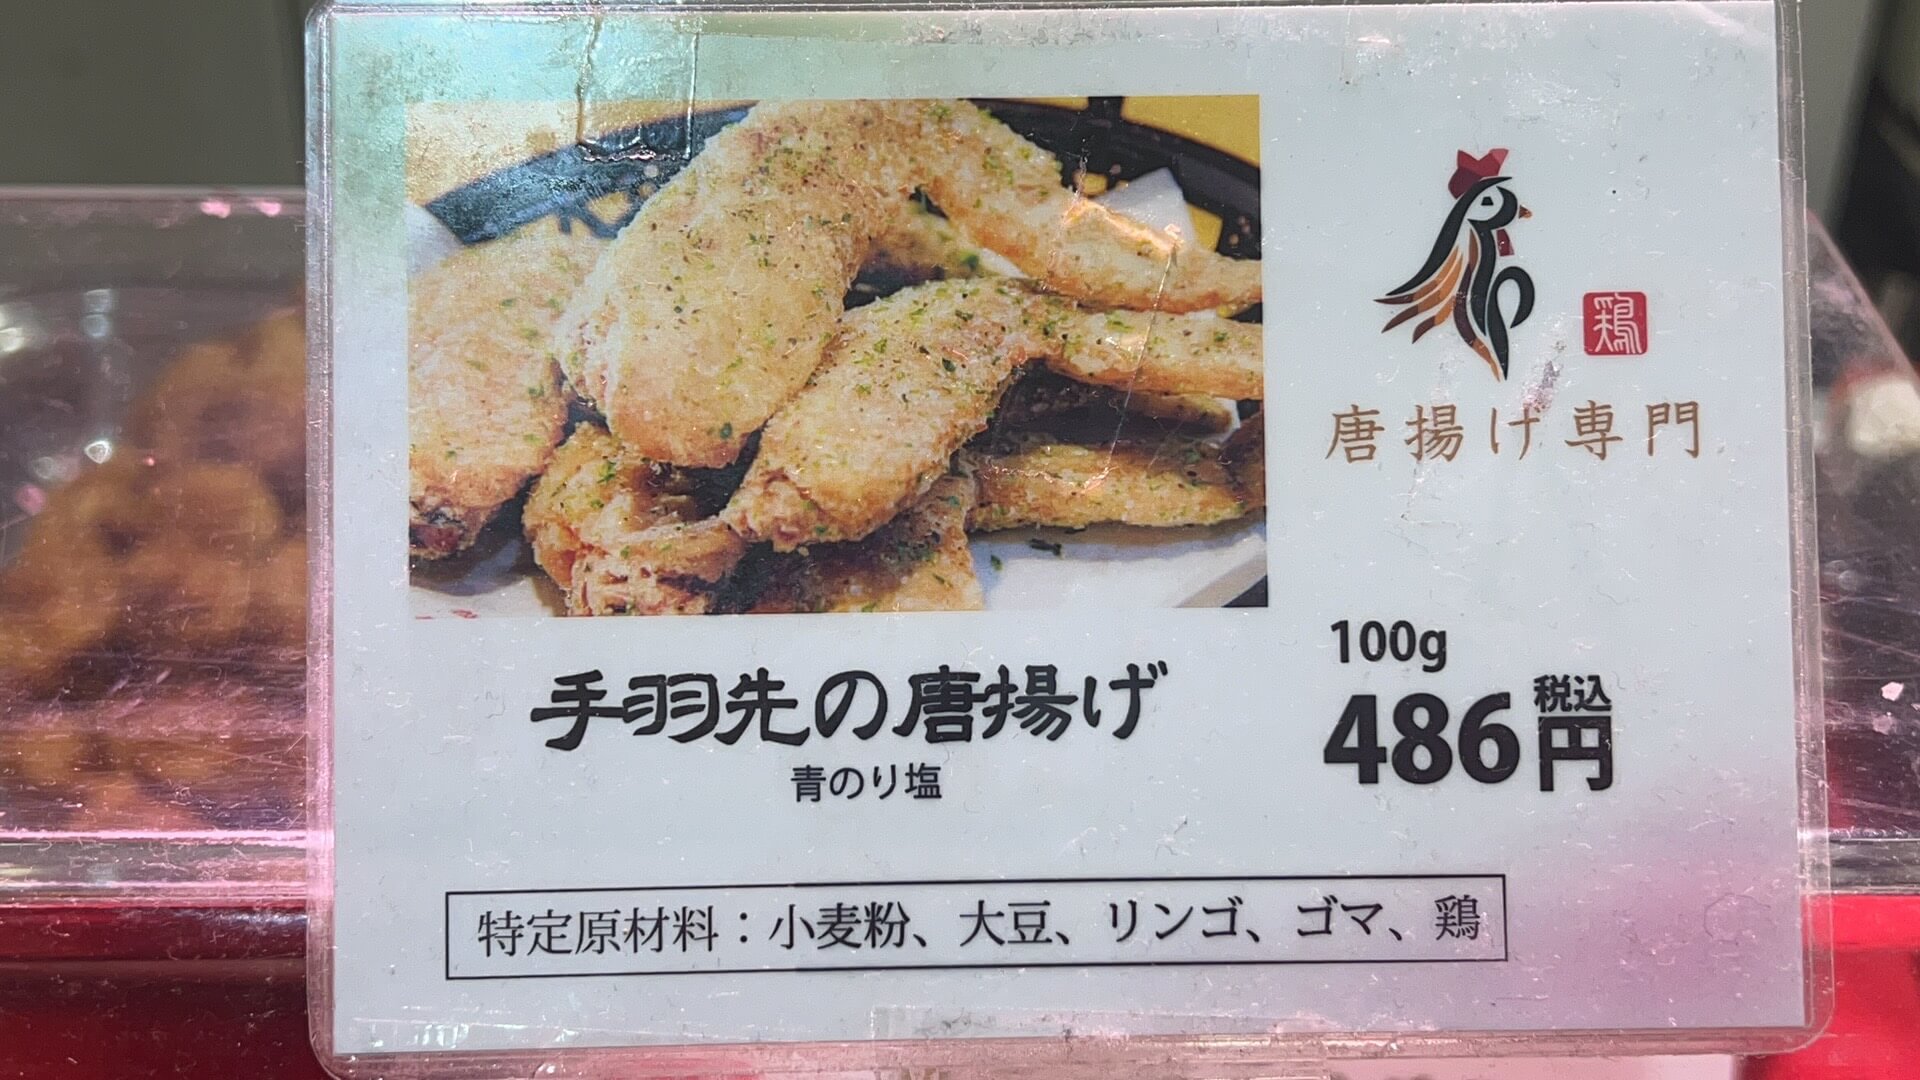 鶏
唐揚げ専門
手羽先の唐揚げ
青のり塩
100g
486円
税込
特定原材料：小麦粉、大豆、リンゴ、ゴマ、鶏